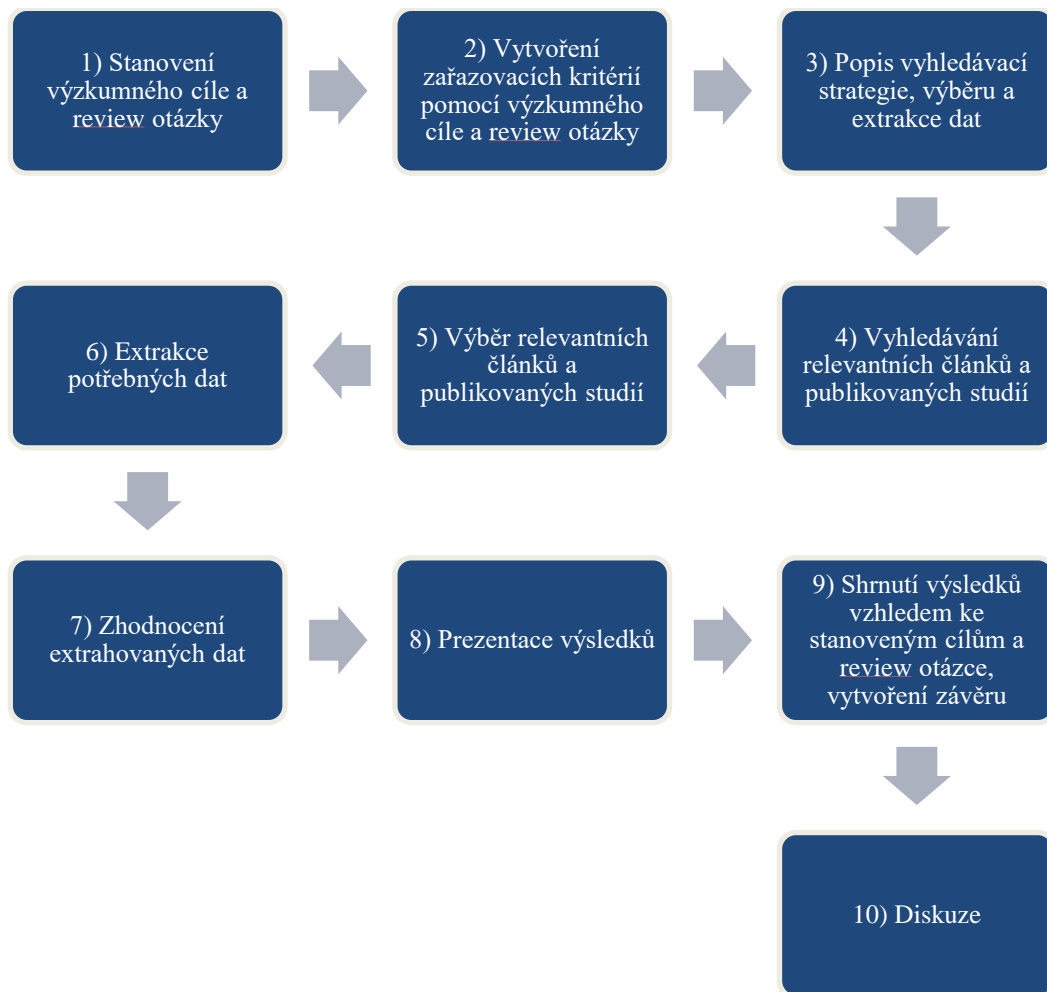 1) Stanovení
výzkumného cíle a
review otázky
2) Vytvoření
zařazovacích kritérií
pomocí výzkumného
cíle a review otázky
3) Popis vyhledávací
strategie, výběru a
extrakce dat
4) Vyhledávání
relevantních článků a
publikovaných studií
5) Výběr relevantních
článků a
publikovaných studií
6) Extrakce
potřebných dat
7) Zhodnocení
extrahovaných dat
8) Prezentace výsledků
9) Shrnutí výsledků
vzhledem ke
stanoveným cílům a
review otázce,
vytvoření závěru
10) Diskuze